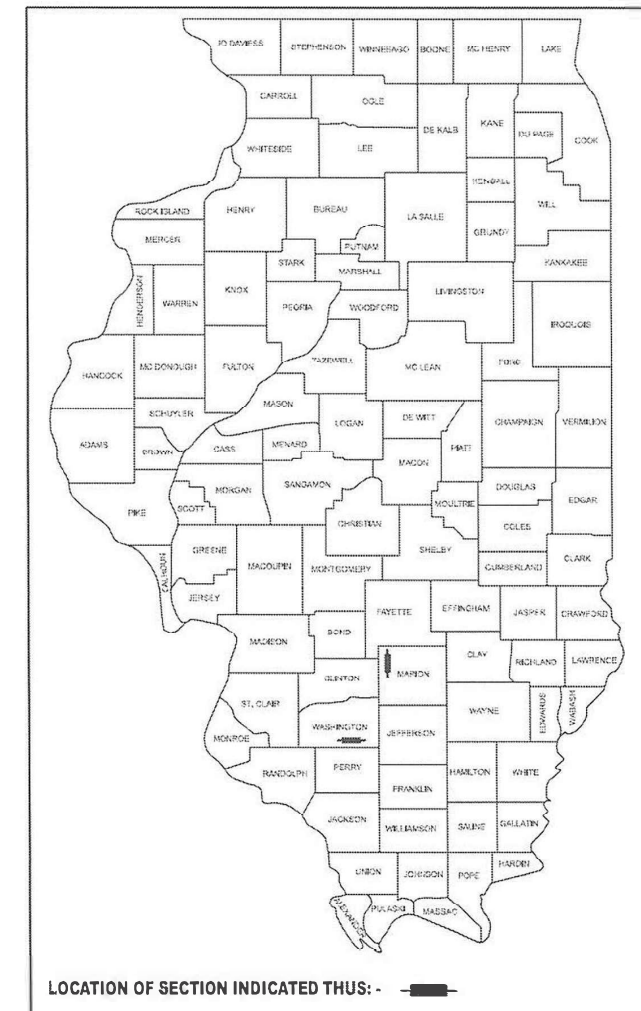 JO DAVIESS STEPHENSON WINNEBAGO BOONE MC HENRY LAKE
CARROLL OGLE DE KALB KANE DU PAGE COOK
WHITESIDE LEE KENDALL WILL
ROCK ISLAND HENRY BUREAU LA SALLE GRUNDY
MERCER PUTNAM KANKAKEE
STARK MARSHALL
HENDERSON WARREN KNOX PEORIA WOODFORD LIVINGSTON IROQUOIS
HANCOCK MC DONOUGH FULTON TAZEWELL MC LEAN FORD
SCHUYLER MASON LOGAN DE WITT CHAMPAIGN VERMILION
ADAMS BROWN CASS MENARD MACON PIATT
PIKE SCOTT MORGAN SANGAMON MOULTRIE DOUGLAS EDGAR
CHRISTIAN COLES
GREENE MACOUPIN MONTGOMERY SHELBY CUMBERLAND CLARK
CALHOUN JERSEY FAYETTE EFFINGHAM JASPER CRAWFORD
MADISON BOND CLAY RICHLAND LAWRENCE
CLINTON MARION
ST. CLAIR WASHINGTON WAYNE EDWARDS WABASH
MONROE JEFFERSON
RANDOLPH PERRY HAMILTON WHITE
FRANKLIN
JACKSON WILLIAMSON SALINE GALLATIN
UNION JOHNSON POPE HARDIN
ALEXANDER PULASKI MASSAC
LOCATION OF SECTION INDICATED THUS: -